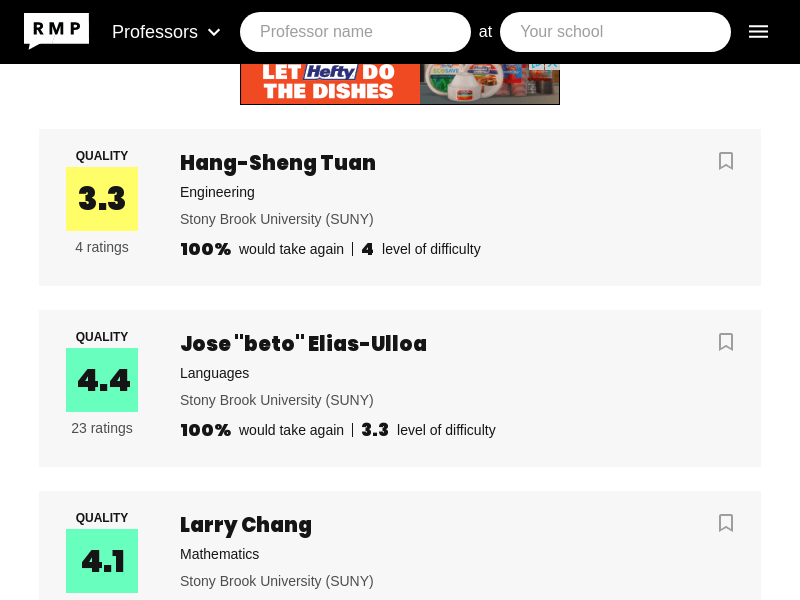 RMP
Professors
Professor name
at
Your school
LET Hefty DO
THE DISHES
ECOSAVE
QUALITY
3.3
4 ratings
Hang-Sheng Tuan
Engineering
Stony Brook University (SUNY)
100% would take again | 4 level of difficulty
QUALITY
4.4
23 ratings
Jose "beto" Elias-Ulloa
Languages
Stony Brook University (SUNY)
100% would take again | 3.3 level of difficulty
QUALITY
4.1
Larry Chang
Mathematics
Stony Brook University (SUNY)